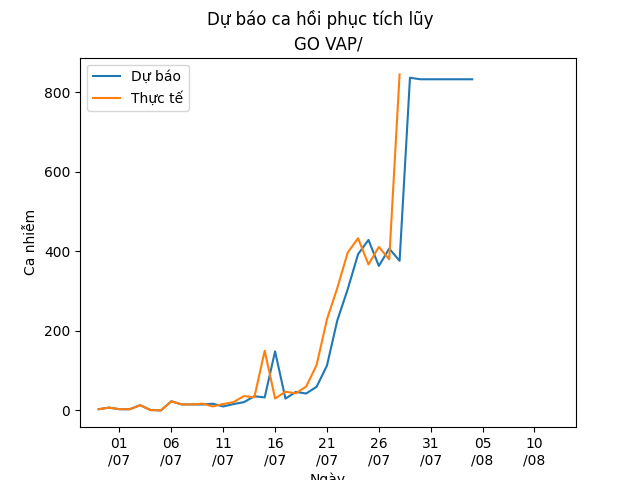 Dự báo ca hồi phục tích lũy
GO VAP/
Dự báo
Thực tế
Ca nhiễm
800
600
400
200
0
01 06 11 16 21 26 31 05 10
/07 /07 /07 /07 /07 /07 /07 /08 /08
Ngày